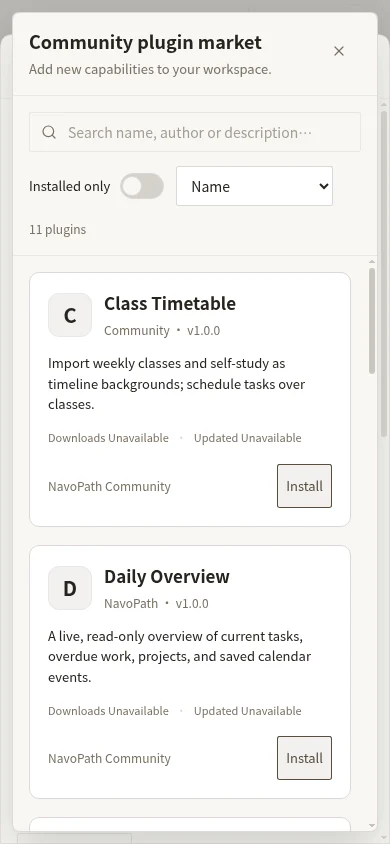 Community plugin market
Add new capabilities to your workspace.
Search name, author or description···
Installed only
Name
11 plugins
C
Class Timetable
Community • v1.0.0
Import weekly classes and self-study as
timeline backgrounds; schedule tasks over
classes.
Downloads Unavailable · Updated Unavailable
NavoPath Community
Install
D
Daily Overview
NavoPath • v1.0.0
A live, read-only overview of current tasks,
overdue work, projects, and saved calendar
events.
Downloads Unavailable · Updated Unavailable
NavoPath Community
Install